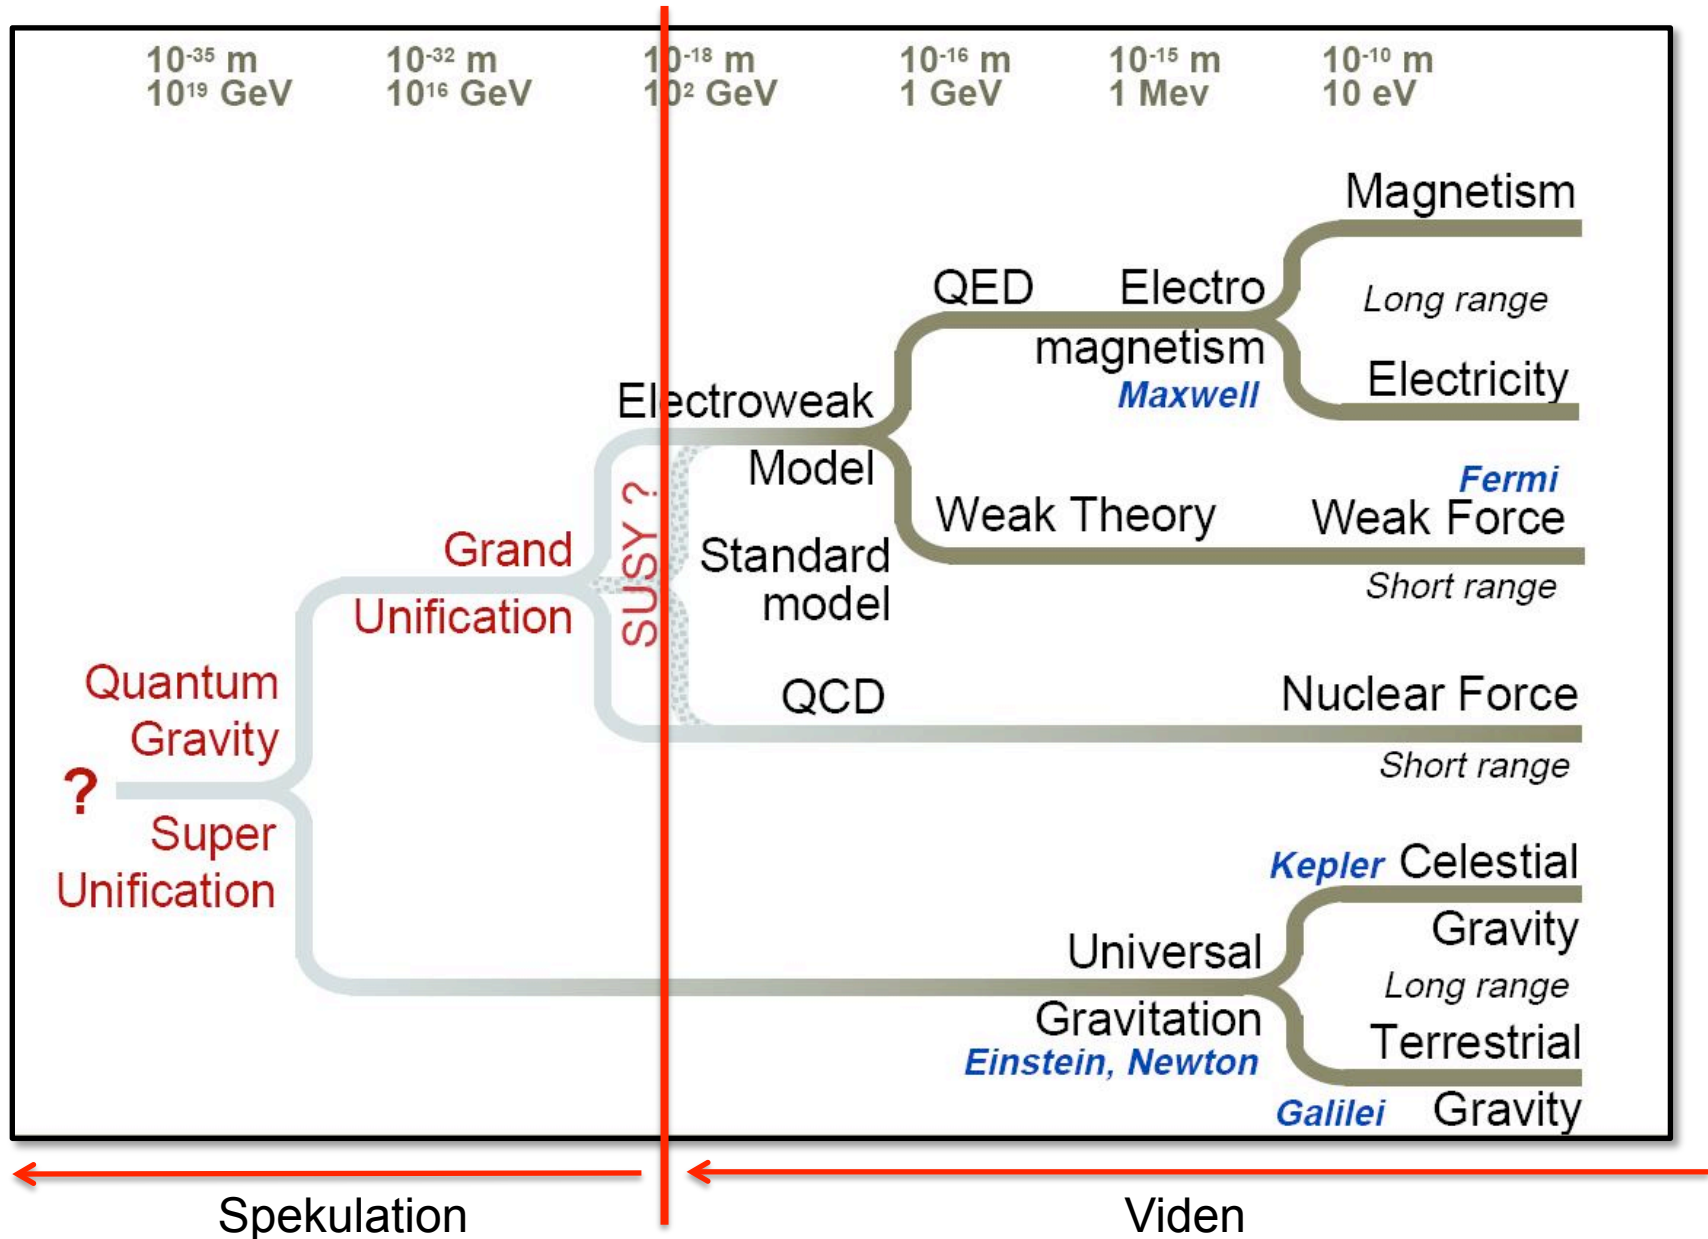 10-35 m 10-32 m 10-18 m 10-16 m 10-15 m 10-10 m
1019 GeV 1016 GeV 102 GeV 1 GeV 1 Mev 10 eV
Magnetism
QED Electro
magnetism
Maxwell
Long range
Electricity
Electroweak
Model
Fermi
Weak Theory Weak Force
Short range
Grand
Unification
SUSY ?
Standard
model
QCD Nuclear Force
Short range
Quantum
Gravity
?
Super
Unification
Kepler Celestial
Gravity
Universal
Gravitation
Einstein, Newton
Long range
Terrestrial
Galilei Gravity
Spekulation Viden